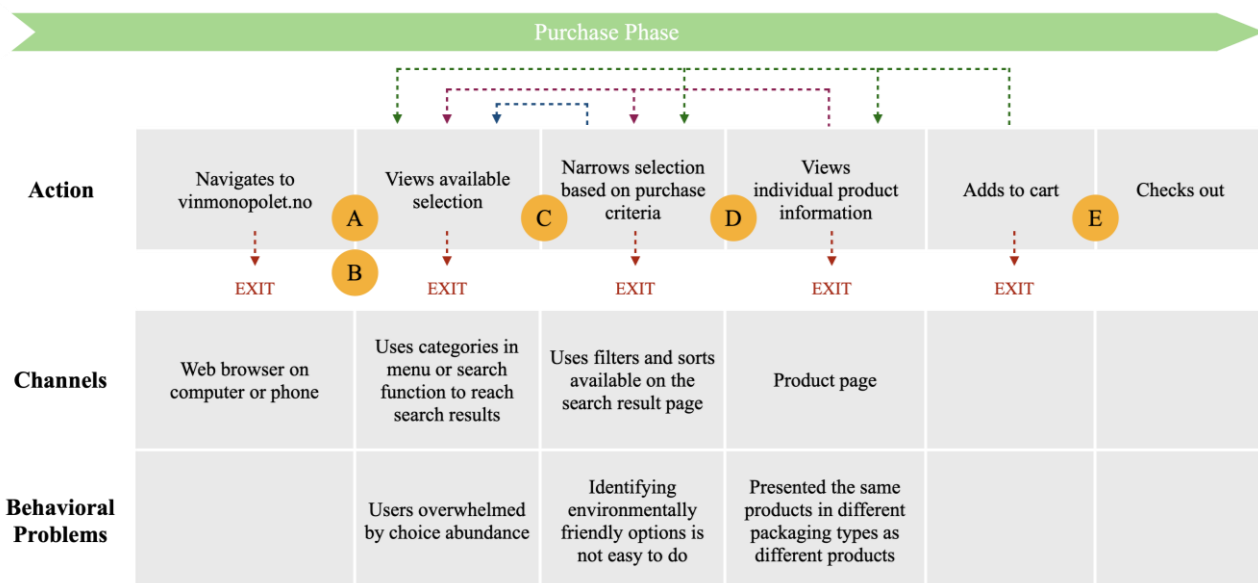 Purchase Phase
Action
Navigates to
vinmonopolet.no
A
B
Views available
selection
C
Narrows selection
based on purchase
criteria
D
Views
individual product
information
Adds to cart
E
Checks out
EXIT
EXIT
EXIT
EXIT
EXIT
Channels
Web browser on
computer or phone
Uses categories in
menu or search
function to reach
search results
Uses filters and sorts
available on the
search result page
Product page
Behavioral
Problems
Users overwhelmed
by choice abundance
Identifying
environmentally
friendly options is
not easy to do
Presented the same
products in different
packaging types as
different products